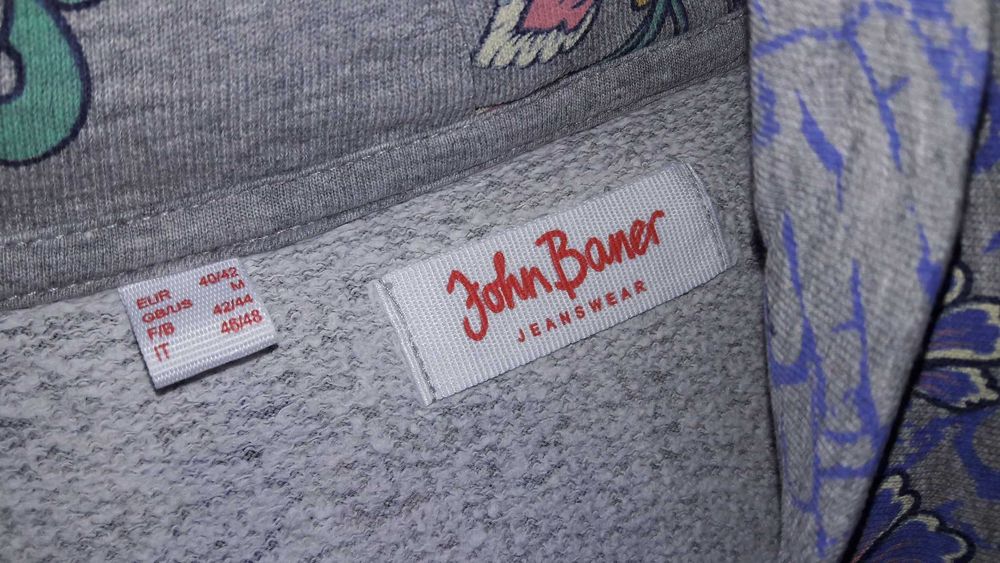 EUR 40/42
GB/US M
F/B 42/44
IT 46/48
John Baner
JEANSWEAR